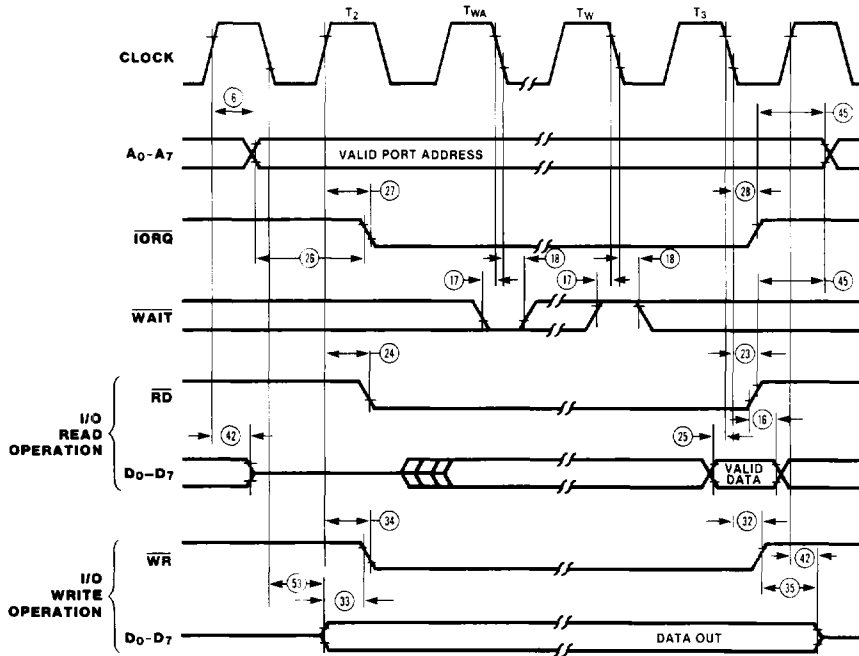 T2 TWA TW T3
CLOCK
6 45
A0-A7 VALID PORT ADDRESS
27 28
IORQ
26 18 18
17 17 45
WAIT
24 23
RD
I/O
READ
OPERATION
42 25 16
D0-D7 VALID
DATA
34 32
WR
42
I/O
WRITE
OPERATION
53 33 35
D0-D7 DATA OUT